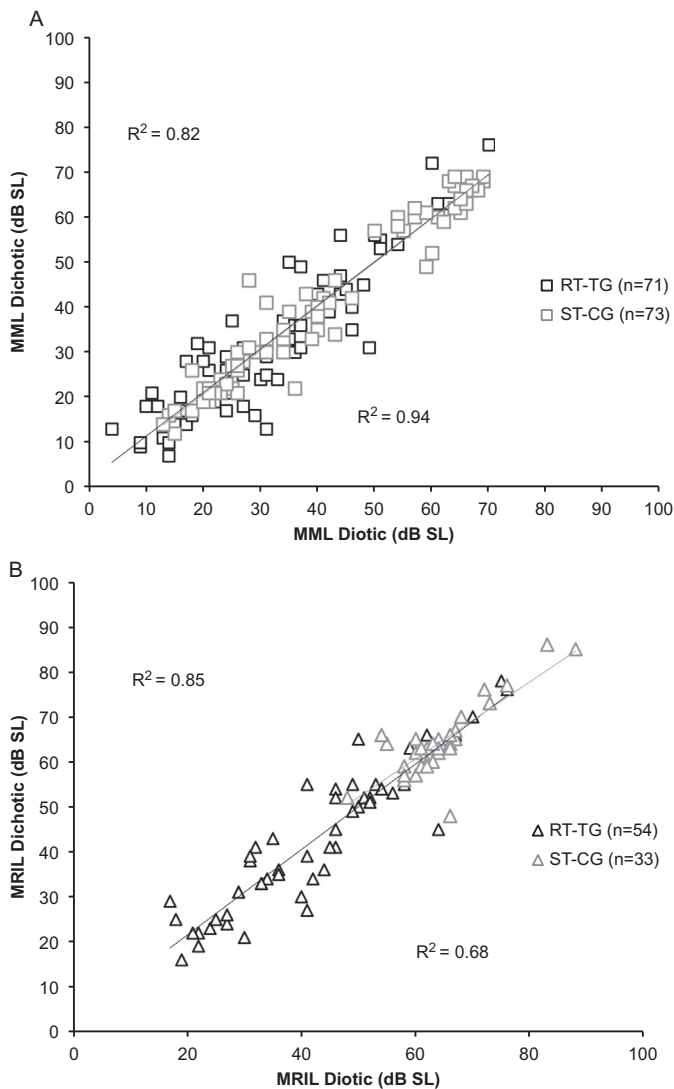 A
100
90
80
70
60
50
40
30
20
10
0
MML Dichotic (dB SL)
R² = 0.82
R² = 0.94
RT-TG (n=71)
ST-CG (n=73)
0 10 20 30 40 50 60 70 80 90 100
MML Diotic (dB SL)
B
100
90
80
70
60
50
40
30
20
10
0
MRIL Dichotic (dB SL)
R² = 0.85
R² = 0.68
RT-TG (n=54)
ST-CG (n=33)
0 20 40 60 80 100
MRIL Diotic (dB SL)